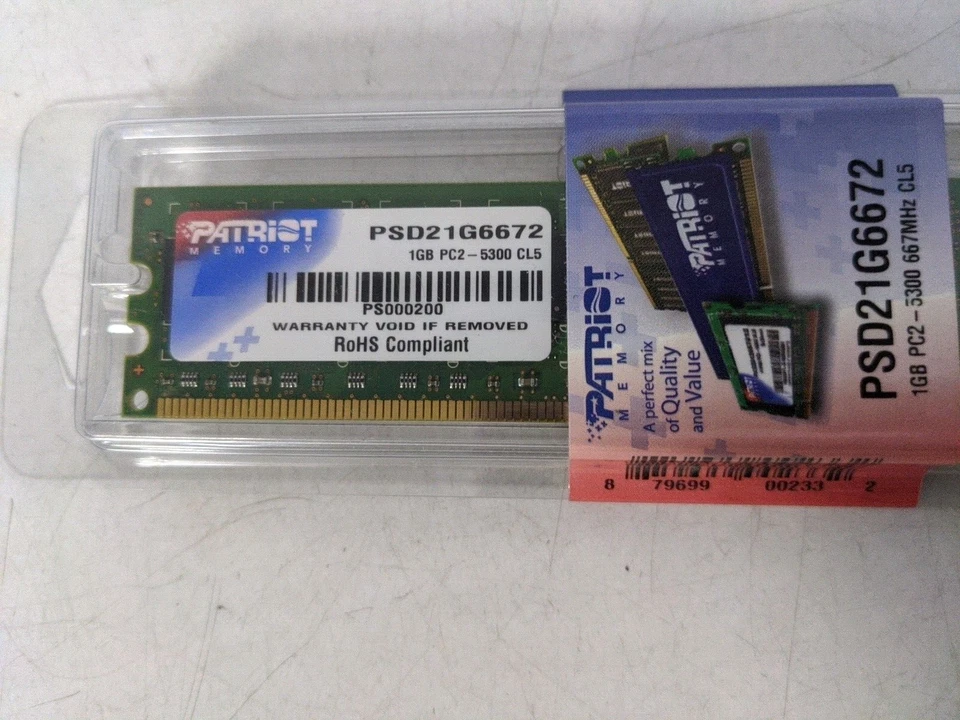 PATRIOT
MEMORY
PSD21G6672
1GB PC2-5300 CL5
PS000200
WARRANTY VOID IF REMOVED
RoHS Compliant
PATRIOT
MEMORY
PATRIOT
MEMORY
A perfect mix
of Quality
and Value
PSD21G6672
1GB PC2-5300 667MHz CL5
8 79699 00233 2